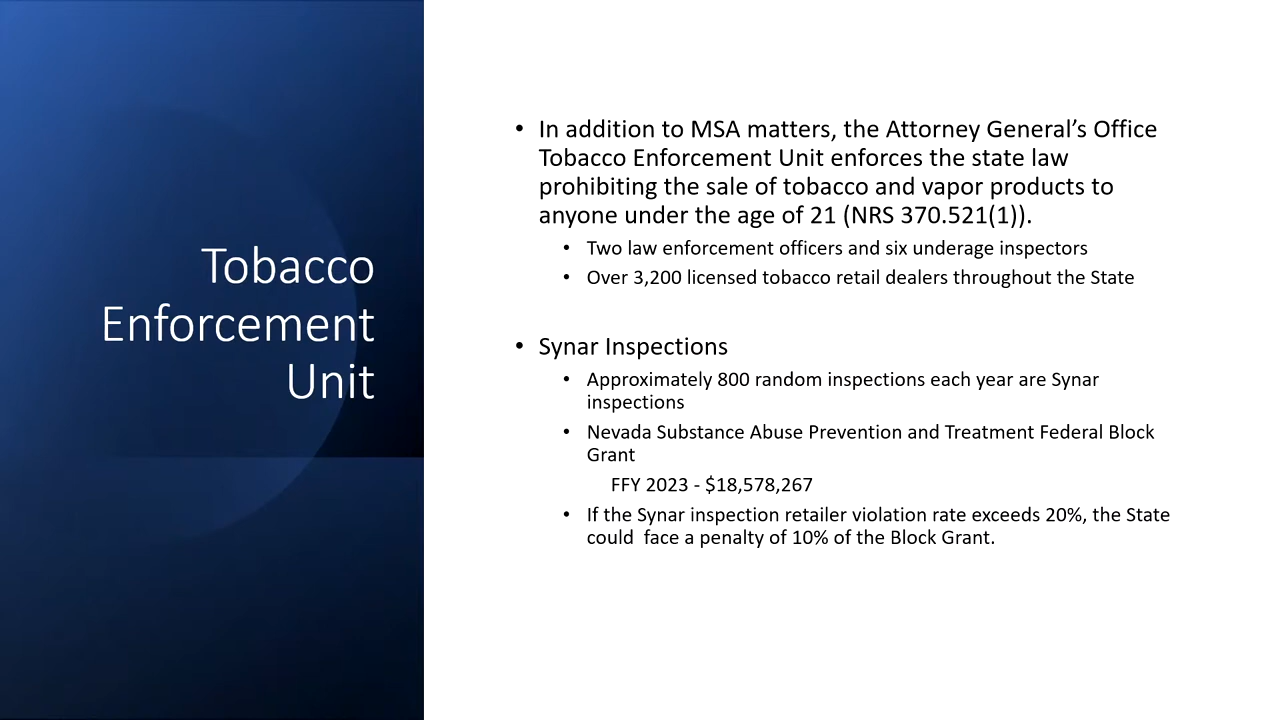 Tobacco
Enforcement
Unit
• In addition to MSA matters, the Attorney General’s Office
Tobacco Enforcement Unit enforces the state law
prohibiting the sale of tobacco and vapor products to
anyone under the age of 21 (NRS 370.521(1)).
• Two law enforcement officers and six underage inspectors
• Over 3,200 licensed tobacco retail dealers throughout the State
• Synar Inspections
• Approximately 800 random inspections each year are Synar
inspections
• Nevada Substance Abuse Prevention and Treatment Federal Block
Grant
FFY 2023 - $18,578,267
• If the Synar inspection retailer violation rate exceeds 20%, the State
could  face a penalty of 10% of the Block Grant.